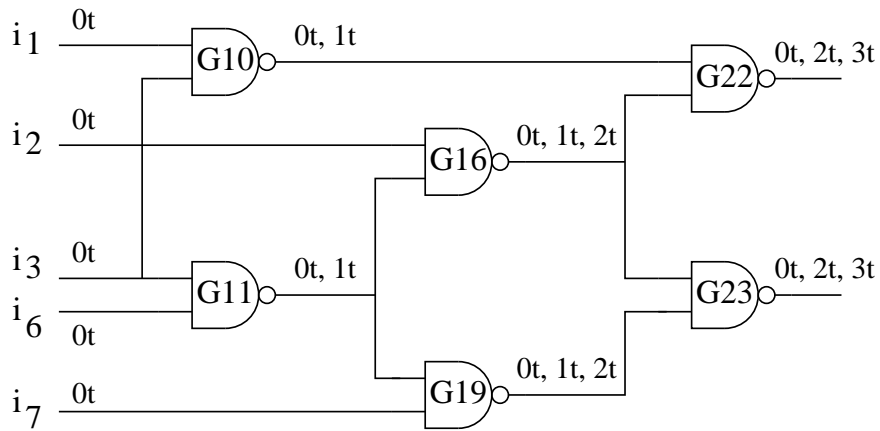 i1 0t G10 0t, 1t G22 0t, 2t, 3t
i2 0t G16 0t, 1t, 2t
i3 0t G11 0t, 1t G23 0t, 2t, 3t
i6 0t
i7 0t G19 0t, 1t, 2t